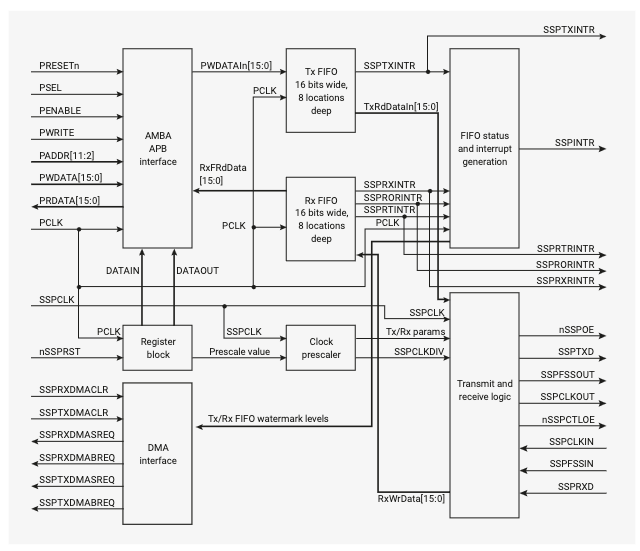 SSPTXINTR
PRESETn
PWDATAIn[15:0]
Tx FIFO
16 bits wide,
8 locations
deep
SSPTXINTR
PSEL
PCLK
PENABLE
TxRdDataIn[15:0]
PWRITE
AMBA
APB
interface
FIFO status
and interrupt
generation
SSPINTR
PADDR[11:2]
RxFRdData
[15:0]
PWDATA[15:0]
PRDATA[15:0]
Rx FIFO
16 bits wide,
8 locations
deep
SSPRXINTR
SSPRORINTR
SSPRTINTR
PCLK
PCLK
PCLK
SSPRTRINTR
DATAIN
DATAOUT
SSPRORINTR
SSPRXRINTR
SSPCLK
SSPCLK
PCLK
SSPCLK
Tx/Rx params
nSSPOE
nSSPRST
Register
block
Prescale value
Clock
prescaler
SSPCLKDIV
SSPTXD
SSPFSSOUT
Transmit and
receive logic
SSPRXDMACLR
SSPCLKOUT
SSPTXDMACLR
Tx/Rx FIFO watermark levels
nSSPCTLOE
SSPRXDMASREQ
DMA
interface
SSPCLKIN
SSPRXDMABREQ
SSPFSSIN
SSPTXDMASREQ
SSPRXD
SSPTXDMABREQ
RxWrData[15:0]